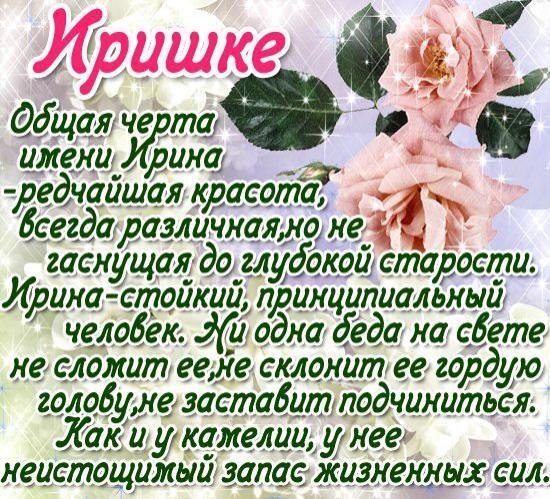 Иришке
Общая черта
имени Ирина
-редчайшая красота,
всегда различная,но не
гаснущая до глубокой старости.
Ирина-стойкий, принципиальный
человек. Ни одна беда на свете
не сломит ее,не склонит ее гордую
голову,не заставит подчиниться.
Как и у камелии, у нее
неистощимый запас жизненных сил.